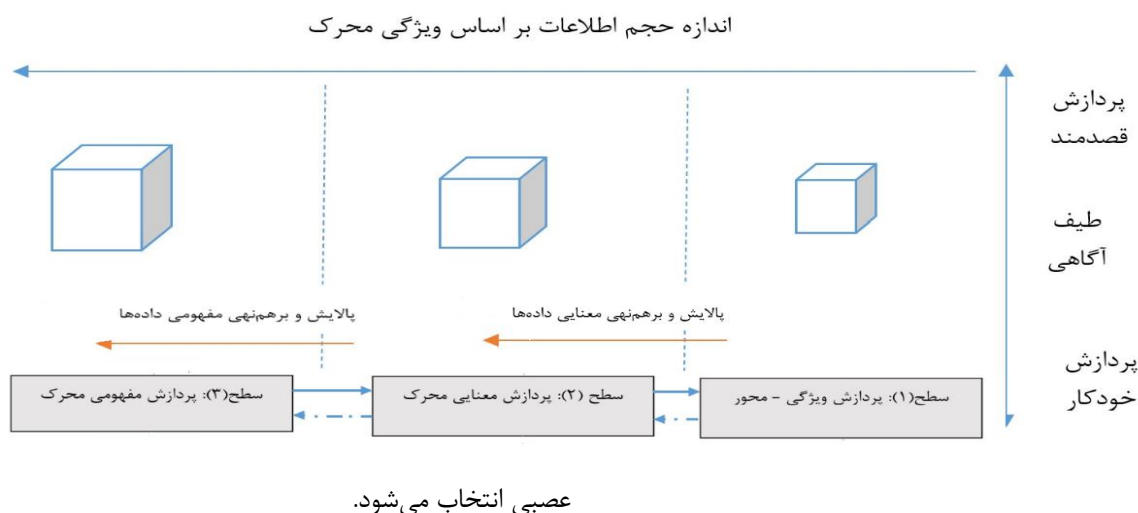 اندازه حجم اطلاعات بر اساس ویژگی محرک
پردازش
قصدمند
طیف
آگاهی
پردازش
خودکار
پالایش و برهم‌نهی معنایی داده‌ها
پالایش و برهم‌نهی مفهومی داده‌ها
سطح(۱): پردازش ویژگی - محور
سطح (۲): پردازش معنایی محرک
سطح(۳): پردازش مفهومی محرک
عصبی انتخاب می‌شود.